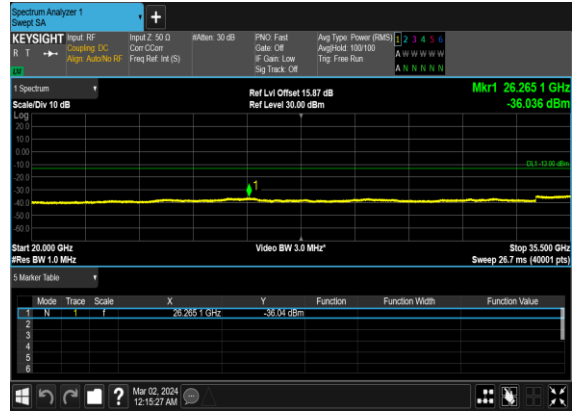 Spectrum Analyzer 1
Swept SA
+
KEYSIGHT Input: RF Input Z: 50 Ω #Atten: 30 dB PNO: Fast Avg Type: Power (RMS) 1 2 3 4 5 6
R T Coupling: DC Corr CCorr Gate: Off Avg|Hold: 100/100 A W W W W W
Align: Auto/No RF Freq Ref: Int (S) IF Gain: Low Trig: Free Run
Sig Track: Off A N N N N N
1 Spectrum
Ref Lvl Offset 15.87 dB Mkr1 26.265 1 GHz
Scale/Div 10 dB Ref Level 30.00 dBm -36.036 dBm
Log
20.0
10.0
0.00
-10.0 DL1 -13.00 dBm
-20.0
-30.0 1
-40.0
-50.0
-60.0
Start 20.000 GHz Video BW 3.0 MHz* Stop 35.500 GHz
#Res BW 1.0 MHz Sweep 26.7 ms (40001 pts)
5 Marker Table
Mode Trace Scale X Y Function Function Width Function Value
1 N 1 f 26.265 1 GHz -36.04 dBm
2
3
4
5
6
? Mar 02, 2024
12:15:27 AM